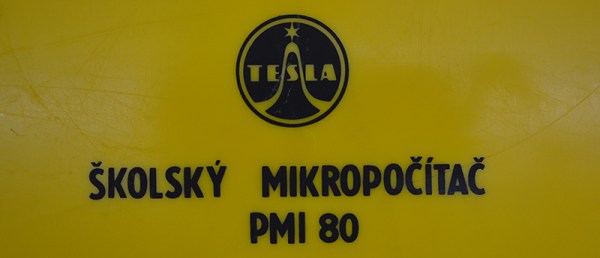 TESLA
ŠKOLSKÝ MIKROPOČÍTAČ
PMI 80